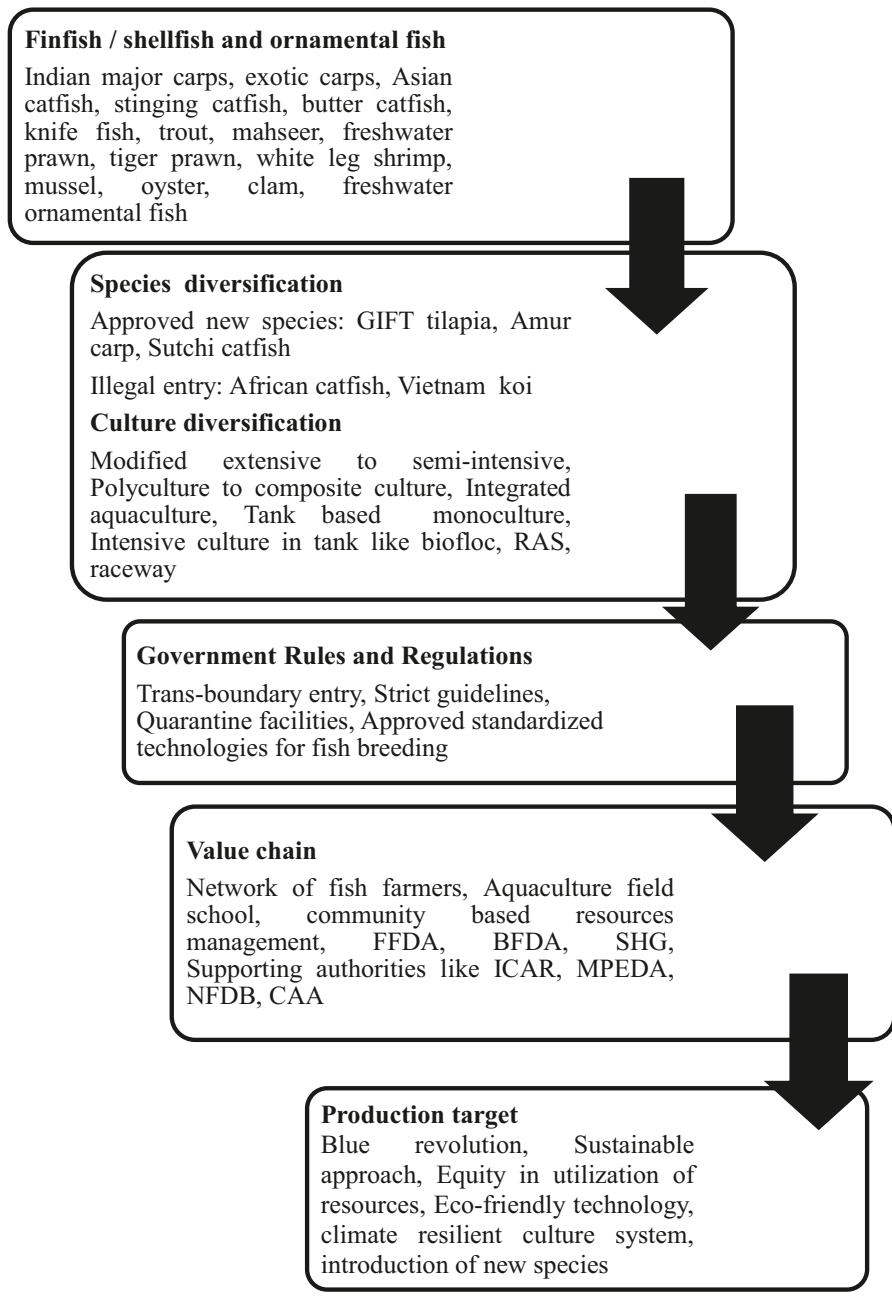 Finfish / shellfish and ornamental fish
Indian major carps, exotic carps, Asian
catfish, stinging catfish, butter catfish,
knife fish, trout, mahseer, freshwater
prawn, tiger prawn, white leg shrimp,
mussel, oyster, clam, freshwater
ornamental fish
Species diversification
Approved new species: GIFT tilapia, Amur
carp, Sutchi catfish
Illegal entry: African catfish, Vietnam koi
Culture diversification
Modified extensive to semi-intensive,
Polyculture to composite culture, Integrated
aquaculture, Tank based monoculture,
Intensive culture in tank like biofloc, RAS,
raceway
Government Rules and Regulations
Trans-boundary entry, Strict guidelines,
Quarantine facilities, Approved standardized
technologies for fish breeding
Value chain
Network of fish farmers, Aquaculture field
school, community based resources
management, FFDA, BFDA, SHG,
Supporting authorities like ICAR, MPEDA,
NFDB, CAA
Production target
Blue revolution, Sustainable
approach, Equity in utilization of
resources, Eco-friendly technology,
climate resilient culture system,
introduction of new species